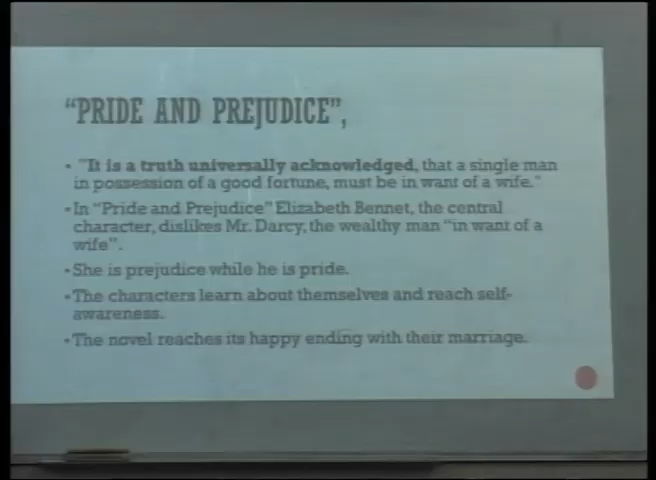 “PRIDE AND PREJUDICE”,
• "It is a truth universally acknowledged, that a single man
in possession of a good fortune, must be in want of a wife."
• In “Pride and Prejudice” Elizabeth Bennet, the central
character, dislikes Mr. Darcy, the wealthy man “in want of a
wife”.
• She is prejudice while he is pride.
• The characters learn about themselves and reach self-
awareness.
• The novel reaches its happy ending with their marriage.